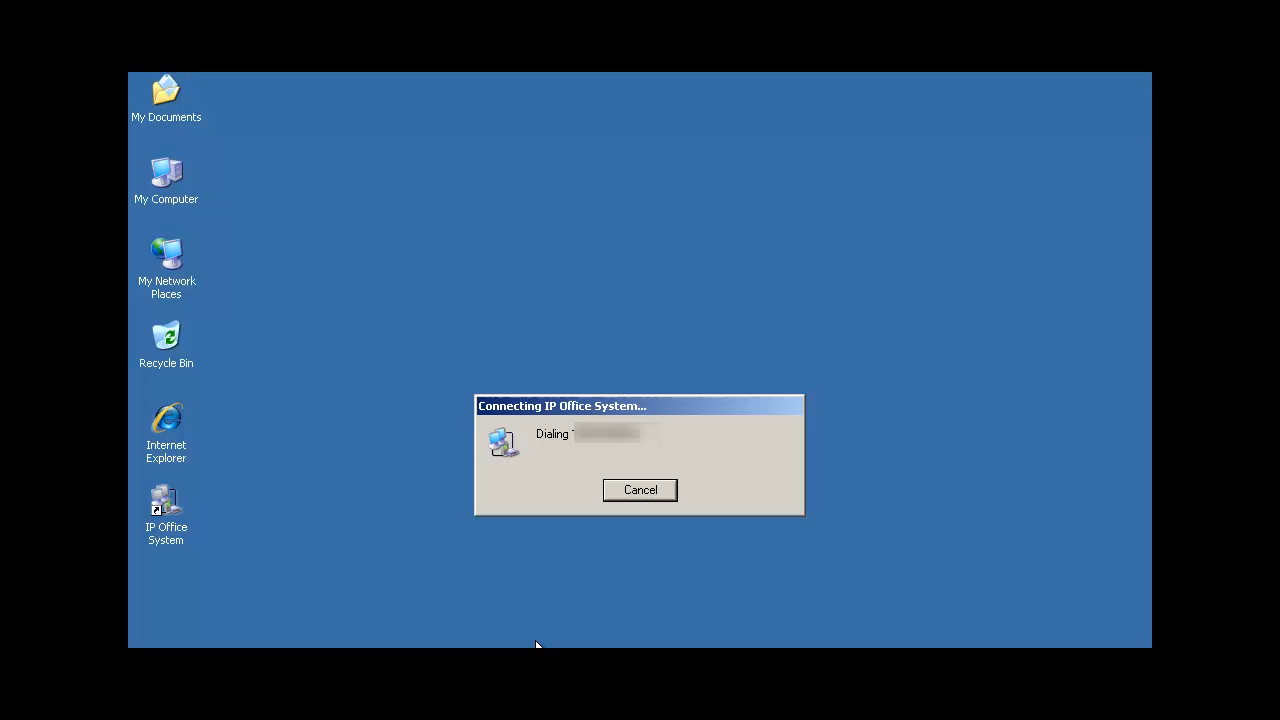 My Documents
My Computer
My Network
Places
Recycle Bin
Internet
Explorer
IP Office
System
Connecting IP Office System...
Dialing
Cancel